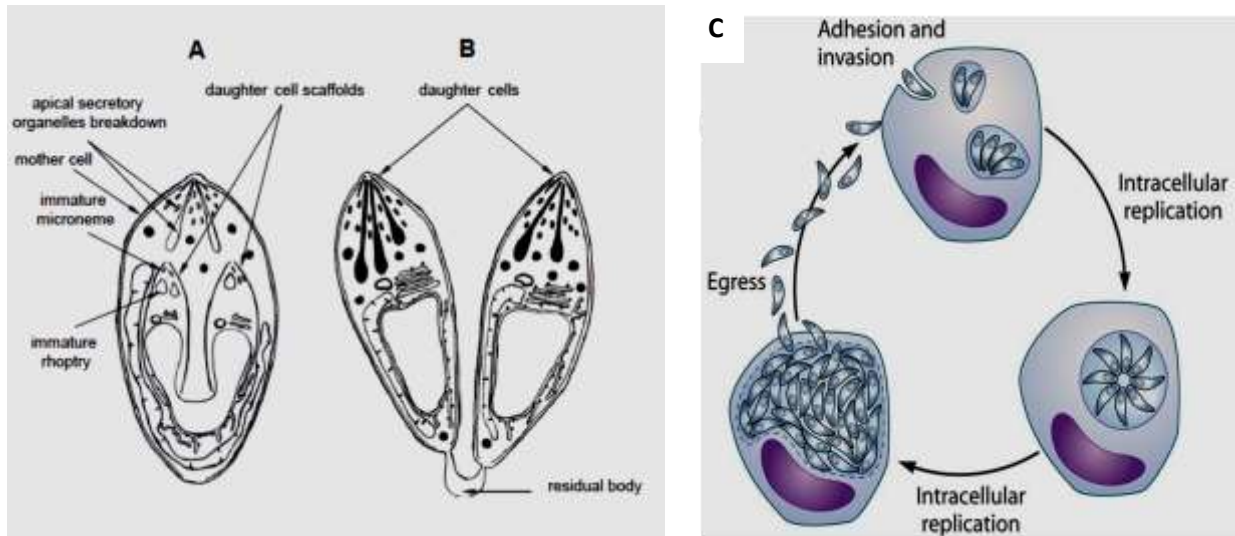 A
B
daughter cell scaffolds
daughter cells
apical secretory
organelles breakdown
mother cell
immature
microneme
immature
rhoptry
residual body
C
Adhesion and
invasion
Intracellular
replication
Egress
Intracellular
replication